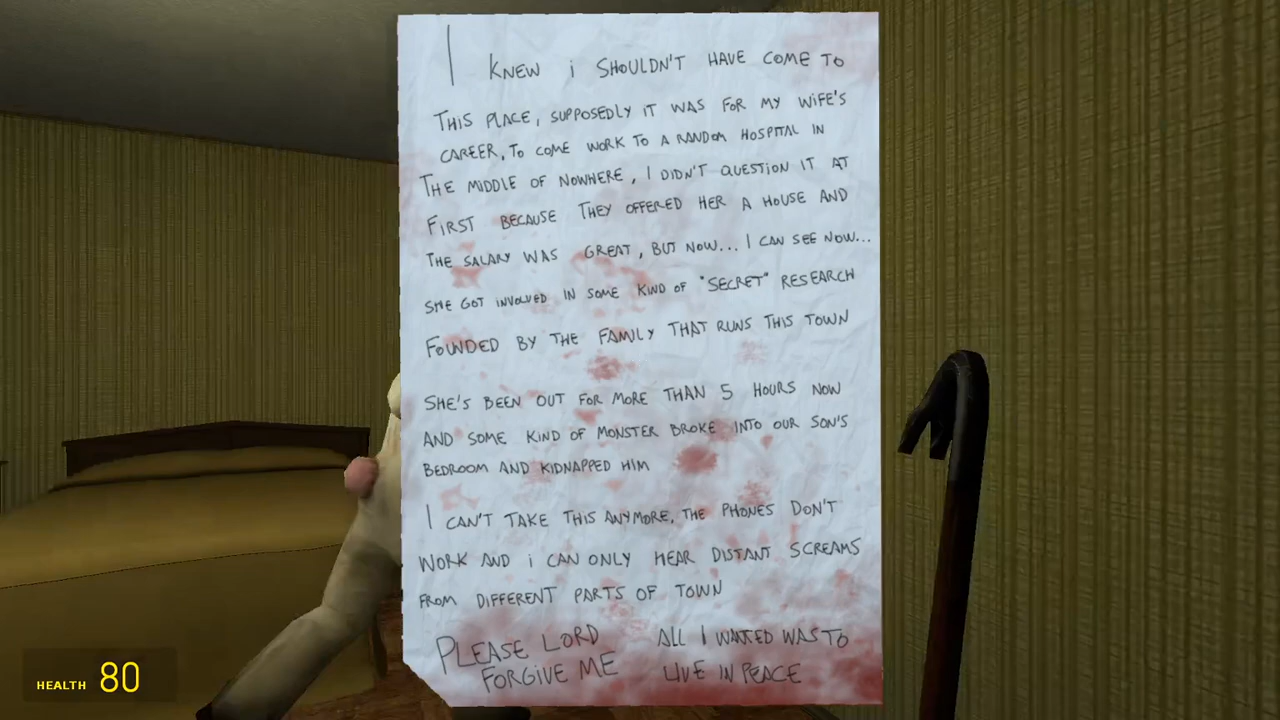 I KNEW i SHOULDN'T HAVE COME TO
THIS PLACE, SUPPOSEDLY IT WAS FOR MY WIFE'S
CAREER, TO COME WORK TO A RANDOM HOSPITAL IN
THE MIDDLE OF NOWHERE, I DIDN'T QUESTION IT AT
FIRST BECAUSE THEY OFFERED HER A HOUSE AND
THE SALARY WAS GREAT, BUT NOW... I CAN SEE NOW...
SHE GOT INVOLVED IN SOME KIND OF "SECRET" RESEARCH
FOUNDED BY THE FAMILY THAT RUNS THIS TOWN
SHE'S BEEN OUT FOR MORE THAN 5 HOURS NOW
AND SOME KIND OF MONSTER BROKE INTO OUR SON'S
BEDROOM AND KIDNAPPED HIM
I CAN'T TAKE THIS ANYMORE, THE PHONES DON'T
WORK AND i CAN ONLY HEAR DISTANT SCREAMS
FROM DIFFERENT PARTS OF TOWN
PLEASE LORD
FORGIVE ME
ALL I WANTED WAS TO
LIVE IN PEACE
HEALTH 80